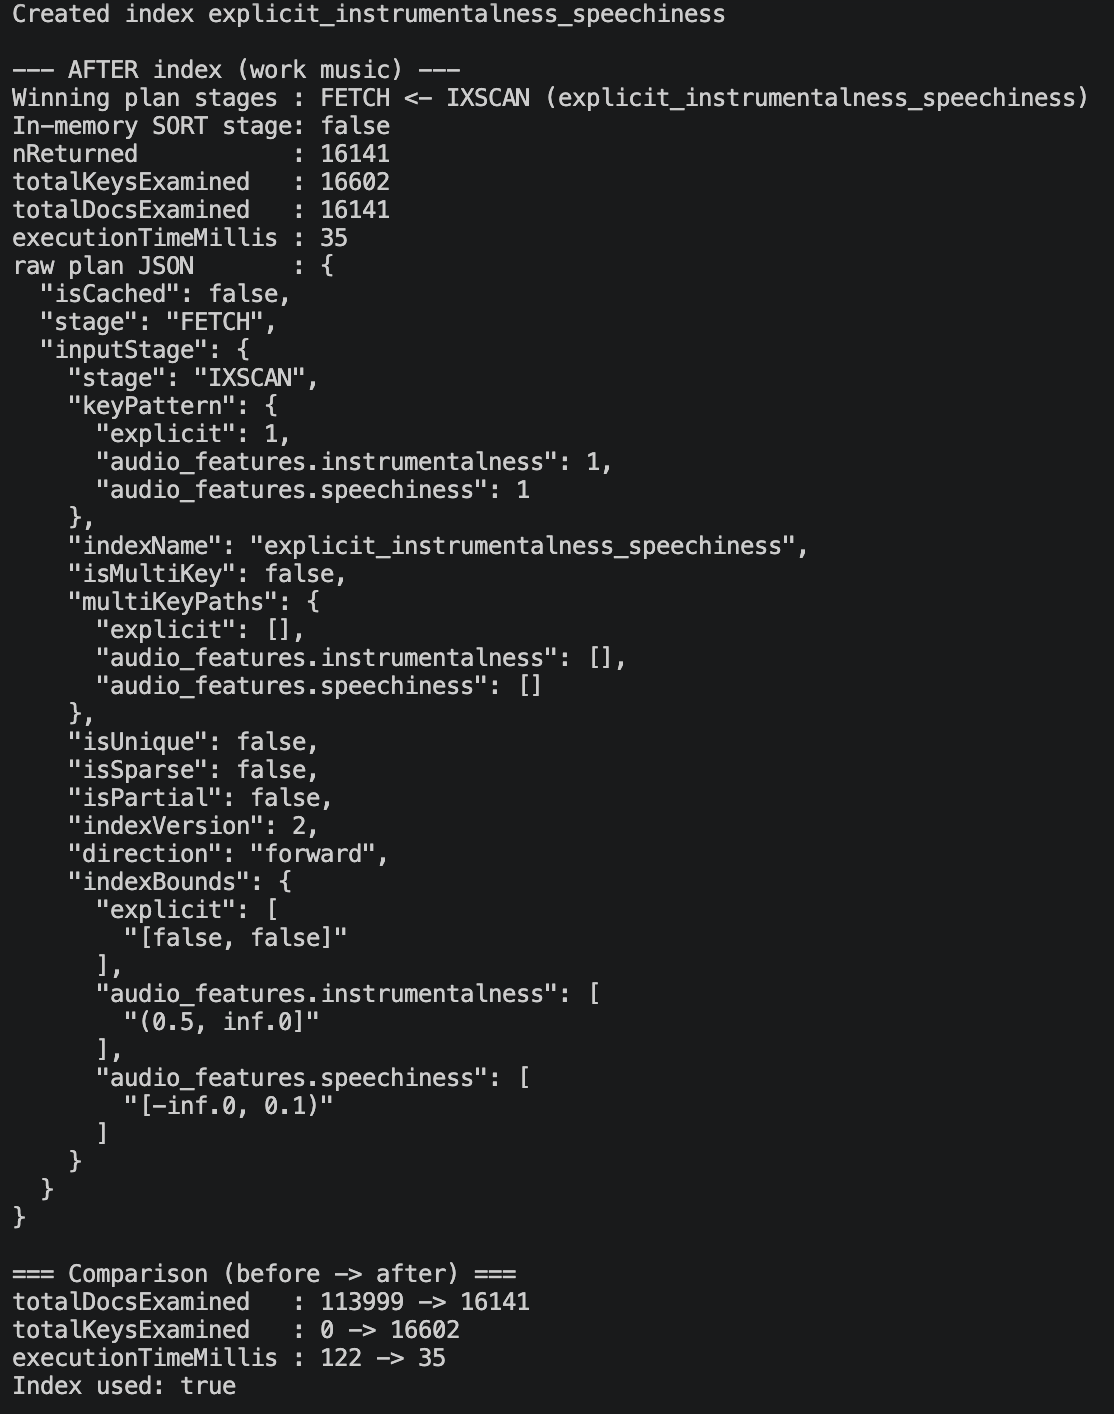 Created index explicit_instrumentalness_speechiness

--- AFTER index (work music) ---
Winning plan stages : FETCH <- IXSCAN (explicit_instrumentalness_speechiness)
In-memory SORT stage: false
nReturned           : 16141
totalKeysExamined   : 16602
totalDocsExamined   : 16141
executionTimeMillis : 35
raw plan JSON       : {
  "isCached": false,
  "stage": "FETCH",
  "inputStage": {
    "stage": "IXSCAN",
    "keyPattern": {
      "explicit": 1,
      "audio_features.instrumentalness": 1,
      "audio_features.speechiness": 1
    },
    "indexName": "explicit_instrumentalness_speechiness",
    "isMultiKey": false,
    "multiKeyPaths": {
      "explicit": [],
      "audio_features.instrumentalness": [],
      "audio_features.speechiness": []
    },
    "isUnique": false,
    "isSparse": false,
    "isPartial": false,
    "indexVersion": 2,
    "direction": "forward",
    "indexBounds": {
      "explicit": [
        "[false, false]"
      ],
      "audio_features.instrumentalness": [
        "(0.5, inf.0]"
      ],
      "audio_features.speechiness": [
        "[-inf.0, 0.1)"
      ]
    }
  }
}

=== Comparison (before -> after) ===
totalDocsExamined   : 113999 -> 16141
totalKeysExamined   : 0 -> 16602
executionTimeMillis : 122 -> 35
Index used: true